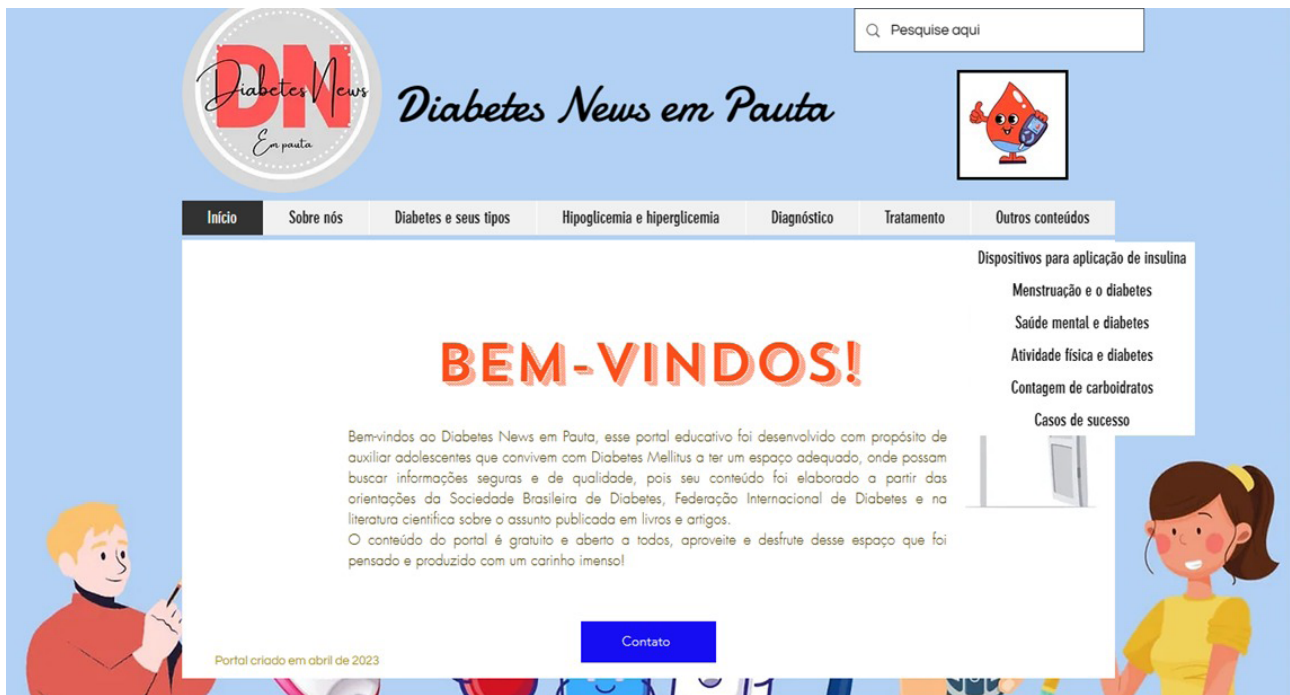 Pesquise aqui
DN
Diabetes News
Em pauta
Diabetes News em Pauta
Início Sobre nós Diabetes e seus tipos Hipoglicemia e hiperglicemia Diagnóstico Tratamento Outros conteúdos
Dispositivos para aplicação de insulina
Menstruação e o diabetes
Saúde mental e diabetes
Atividade física e diabetes
Contagem de carboidratos
Casos de sucesso
BEM-VINDOS!
Bem-vindos ao Diabetes News em Pauta, esse portal educativo foi desenvolvido com propósito de
auxiliar adolescentes que convivem com Diabetes Mellitus a ter um espaço adequado, onde possam
buscar informações seguras e de qualidade, pois seu conteúdo foi elaborado a partir das
orientações da Sociedade Brasileira de Diabetes, Federação Internacional de Diabetes e na
literatura cientifica sobre o assunto publicada em livros e artigos.
O conteúdo do portal é gratuito e aberto a todos, aproveite e desfrute desse espaço que foi
pensado e produzido com um carinho imenso!
Contato
Portal criado em abril de 2023